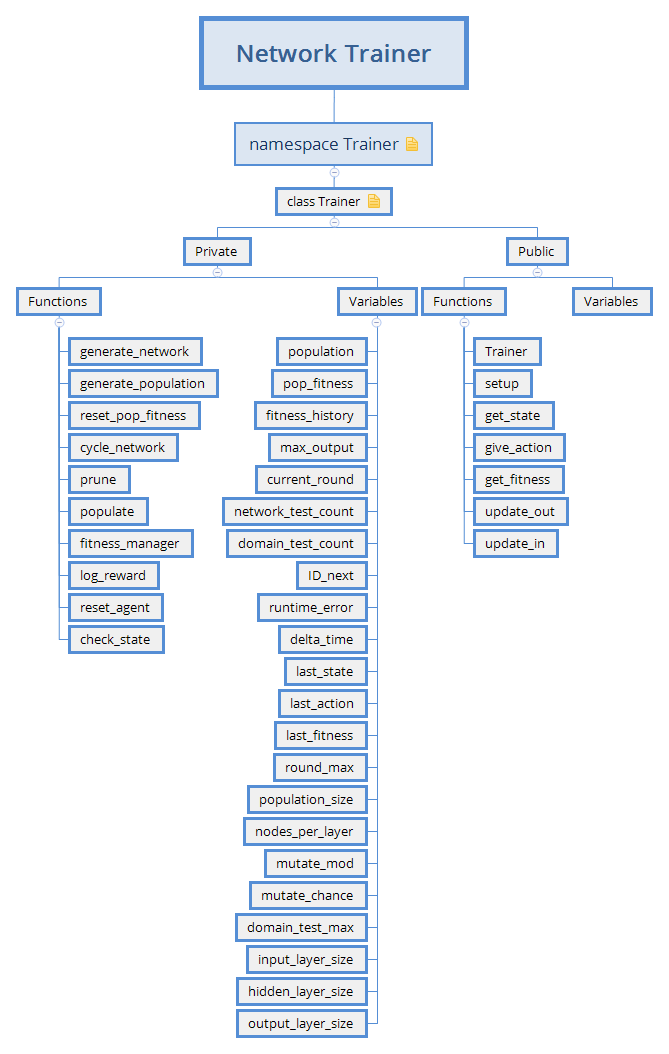 Network Trainer
namespace Trainer
class Trainer
Private
Public
Functions
Variables
Functions
Variables
generate_network
generate_population
reset_pop_fitness
cycle_network
prune
populate
fitness_manager
log_reward
reset_agent
check_state
population
pop_fitness
fitness_history
max_output
current_round
network_test_count
domain_test_count
ID_next
runtime_error
delta_time
last_state
last_action
last_fitness
round_max
population_size
nodes_per_layer
mutate_mod
mutate_chance
domain_test_max
input_layer_size
hidden_layer_size
output_layer_size
Trainer
setup
get_state
give_action
get_fitness
update_out
update_in